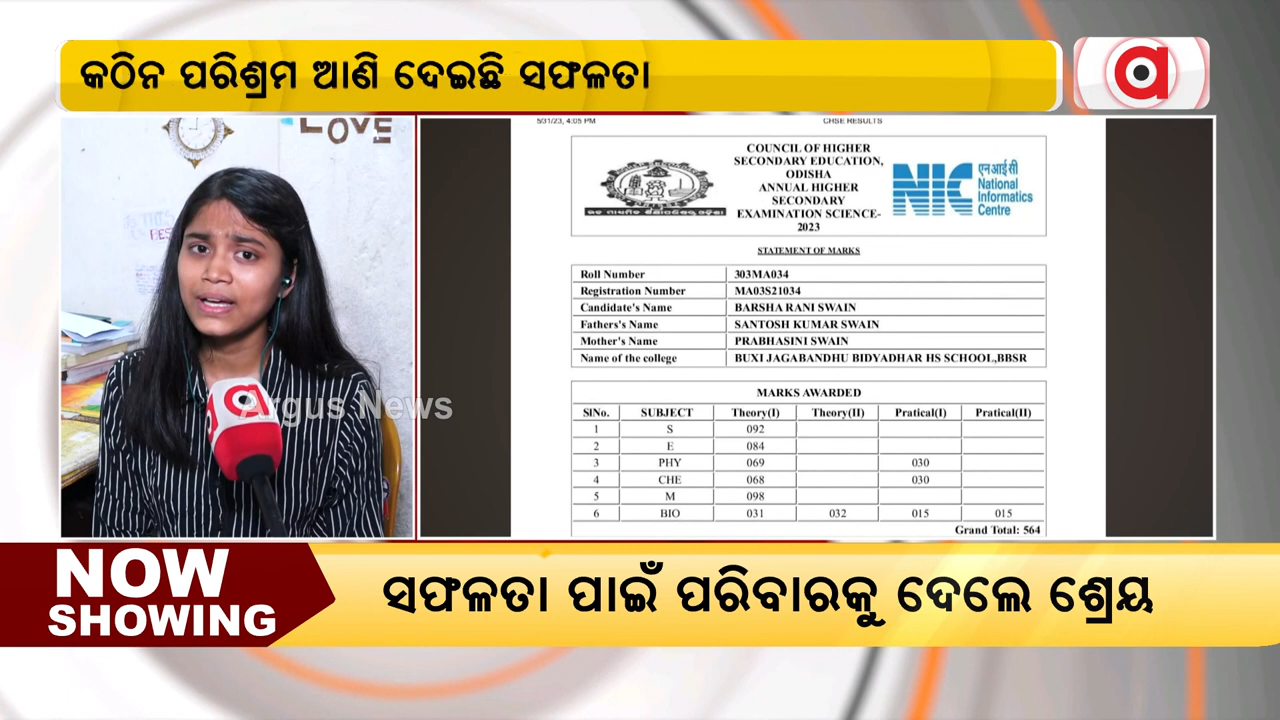 କଠିନ ପରିଶ୍ରମ ଆଣି ଦେଇଛି ସଫଳତା
a
LOVE
5/31/23, 4:05 PM
CHSE RESULTS
COUNCIL OF HIGHER
SECONDARY EDUCATION,
ODISHA
ANNUAL HIGHER
SECONDARY
EXAMINATION SCIENCE-
2023
NIC
एन आई सी
National
Informatics
Centre
STATEMENT OF MARKS
Roll Number 303MA034
Registration Number MA03S21034
Candidate's Name BARSHA RANI SWAIN
Fathers's Name SANTOSH KUMAR SWAIN
Mother's Name PRABHASINI SWAIN
Name of the college BUXI JAGABANDHU BIDYADHAR HS SCHOOL,BBSR
MARKS AWARDED
SlNo. SUBJECT Theory(I) Theory(II) Pratical(I) Pratical(II)
1 S 092
2 E 084
3 PHY 069 030
4 CHE 068 030
5 M 098
6 BIO 031 032 015 015
Grand Total: 564
Argus News
NOW
SHOWING
ସଫଳତା ପାଇଁ ପରିବାରକୁ ଦେଲେ ଶ୍ରେୟ